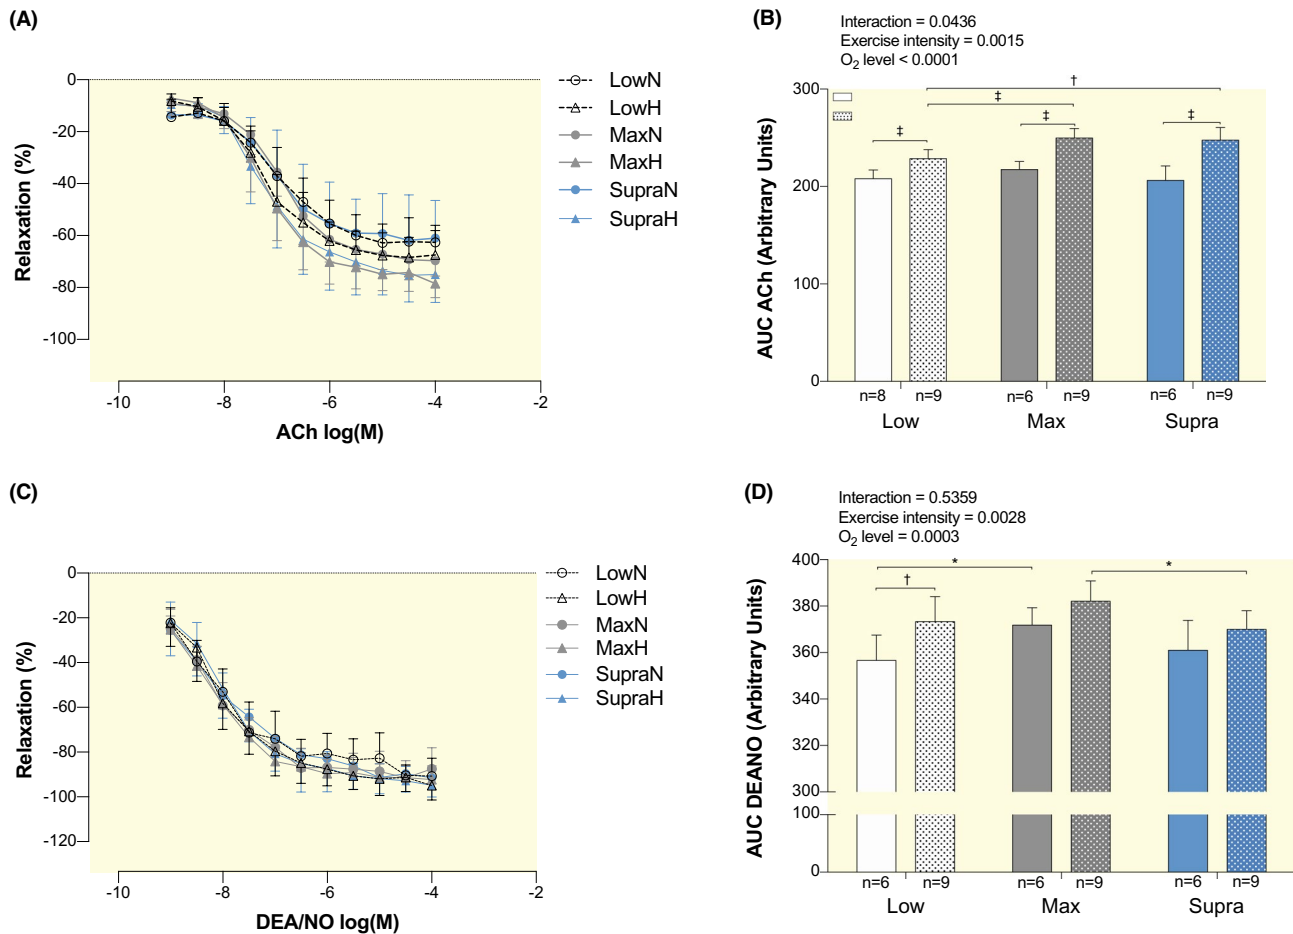 (A)
0
-20
-40
-60
-80
-100
Relaxation (%)
-10
-8
-6
-4
-2
ACh log(M)
LowN
LowH
MaxN
MaxH
SupraN
SupraH
(B)
Interaction = 0.0436
Exercise intensity = 0.0015
O2 level < 0.0001
300
200
100
0
AUC ACh (Arbitrary Units)
†
‡
‡
‡
‡
n=8
n=9
n=6
n=9
n=6
n=9
Low
Max
Supra
(C)
0
-20
-40
-60
-80
-100
-120
Relaxation (%)
-10
-8
-6
-4
-2
DEA/NO log(M)
LowN
LowH
MaxN
MaxH
SupraN
SupraH
(D)
Interaction = 0.5359
Exercise intensity = 0.0028
O2 level = 0.0003
400
380
360
340
320
300
100
0
AUC DEANO (Arbitrary Units)
*
*
†
n=6
n=9
n=6
n=9
n=6
n=9
Low
Max
Supra